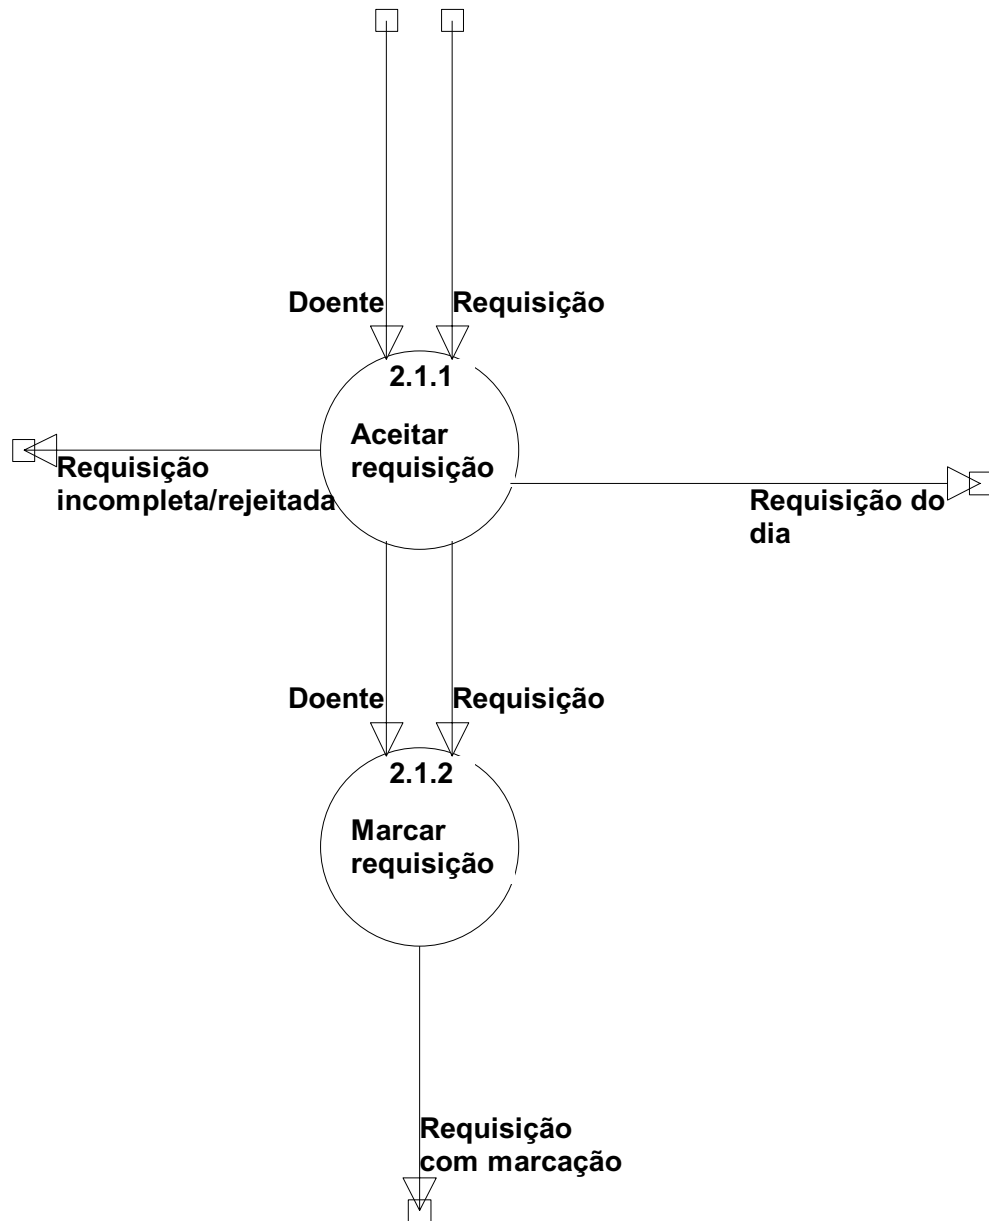 Doente
Requisição
2.1.1
Aceitar
requisição
Requisição
incompleta/rejeitada
Requisição do
dia
Doente
Requisição
2.1.2
Marcar
requisição
Requisição
com marcação